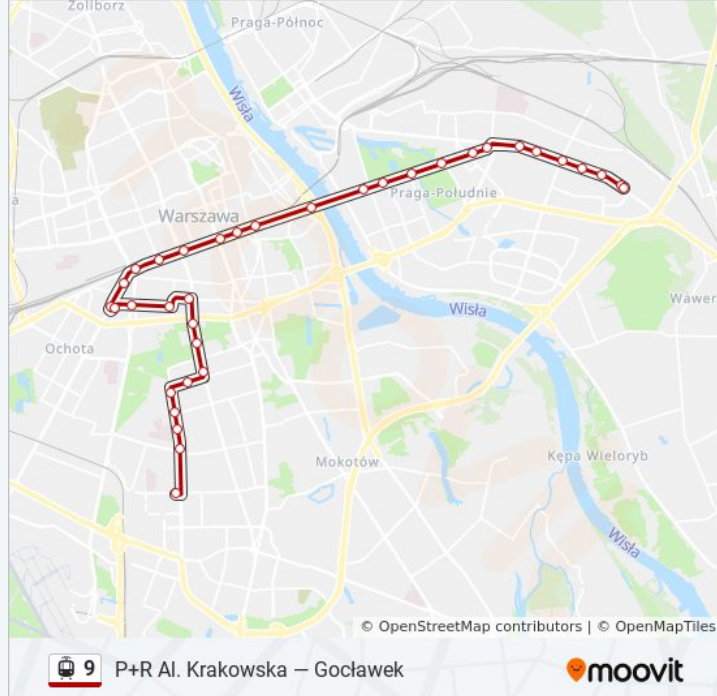 Żoliborz
Praga-Północ
Wisła
Praga-Południe
Warszawa
Wisła
Wawer
Ochota
Mokotów
Kępa Wieloryb
Wisła
© OpenStreetMap contributors | © OpenMapTiles
9 P+R Al. Krakowska — Gocławek
moovit